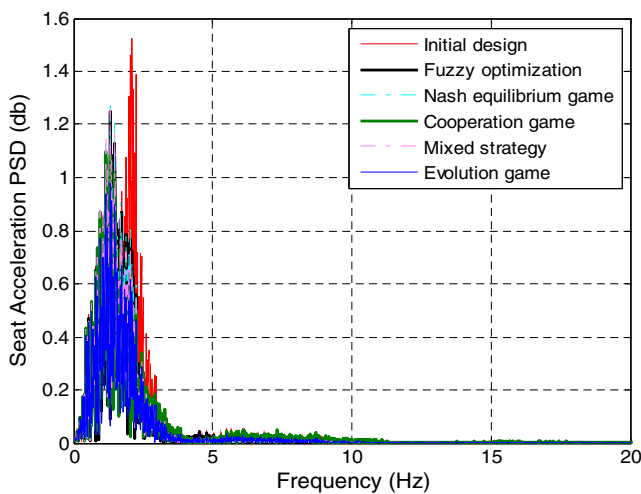 1.6
1.4
1.2
1
0.8
0.6
0.4
0.2
0
Seat Acceleration PSD (db)
Initial design
Fuzzy optimization
Nash equilibrium game
Cooperation game
Mixed strategy
Evolution game
0 5 10 15 20
Frequency (Hz)